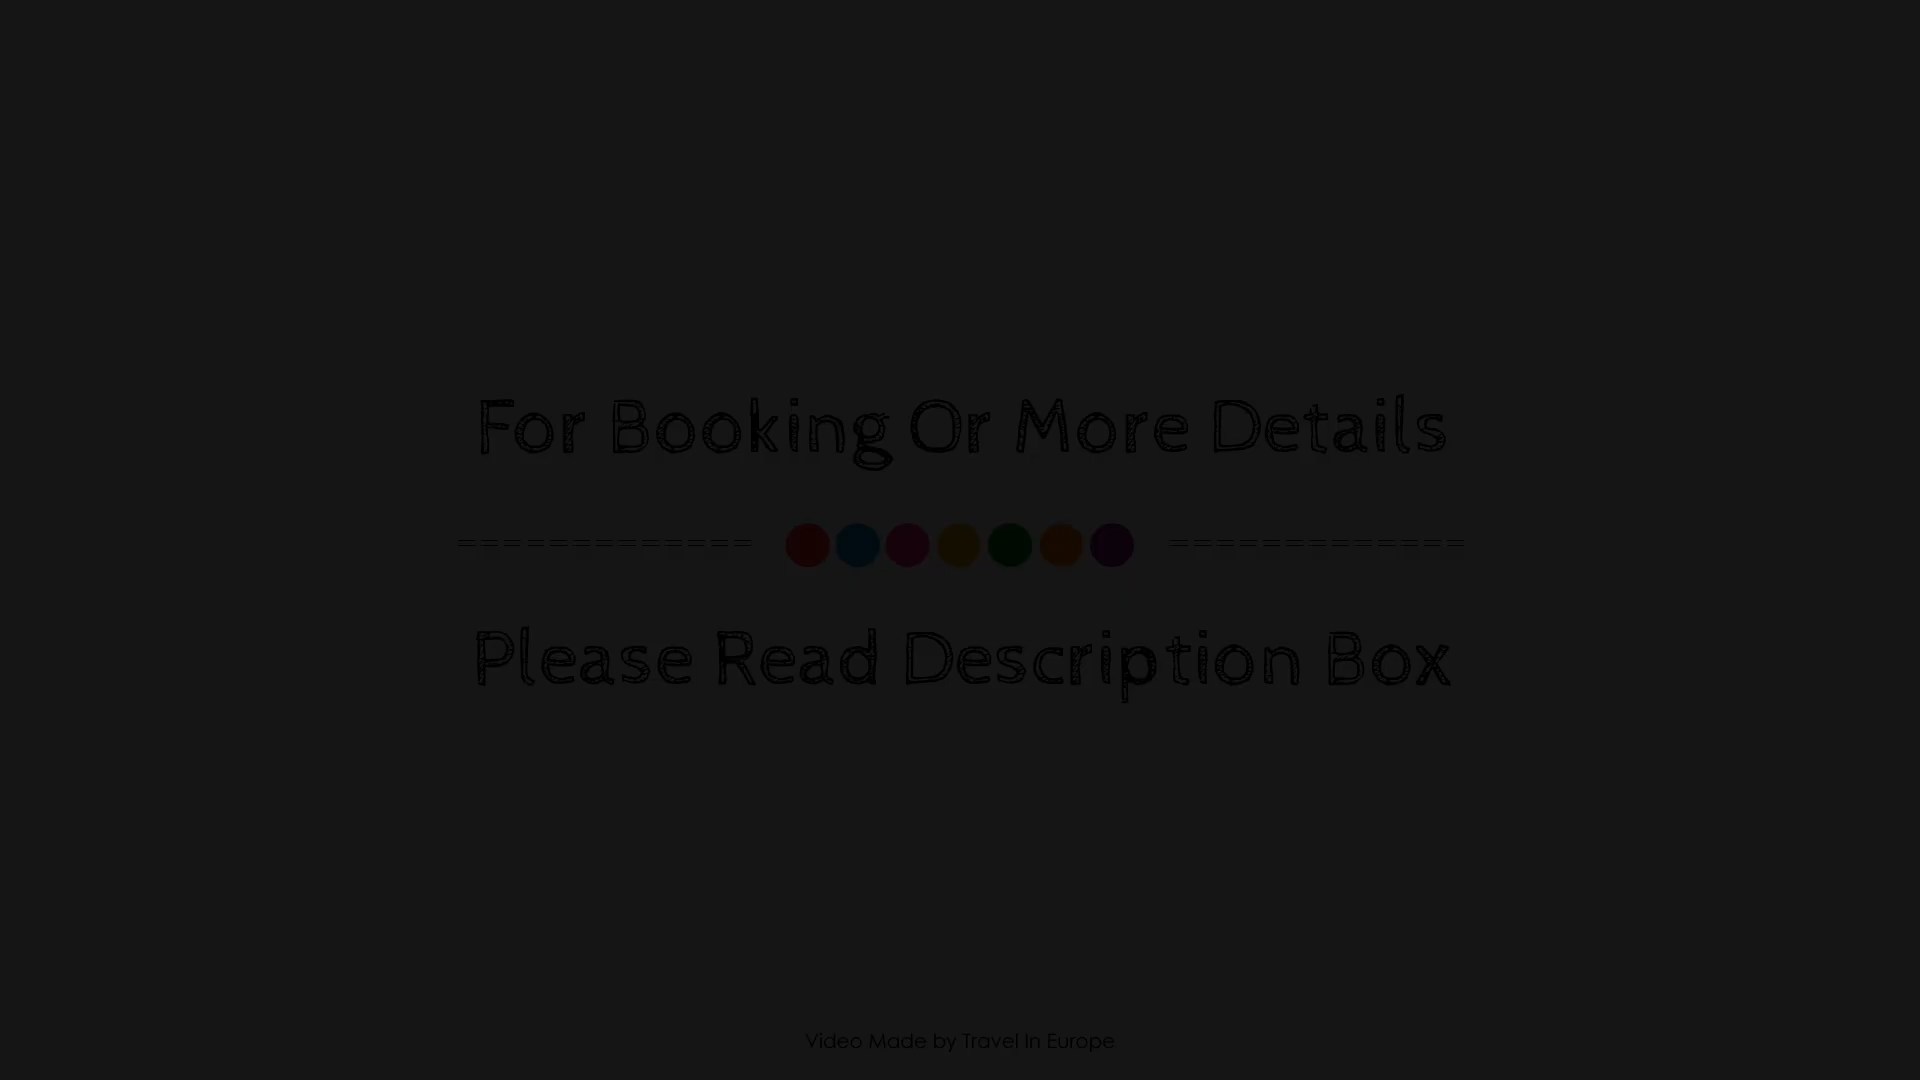 For Booking Or More Details
============= =============
Please Read Description Box
Video Made by Travel In Europe